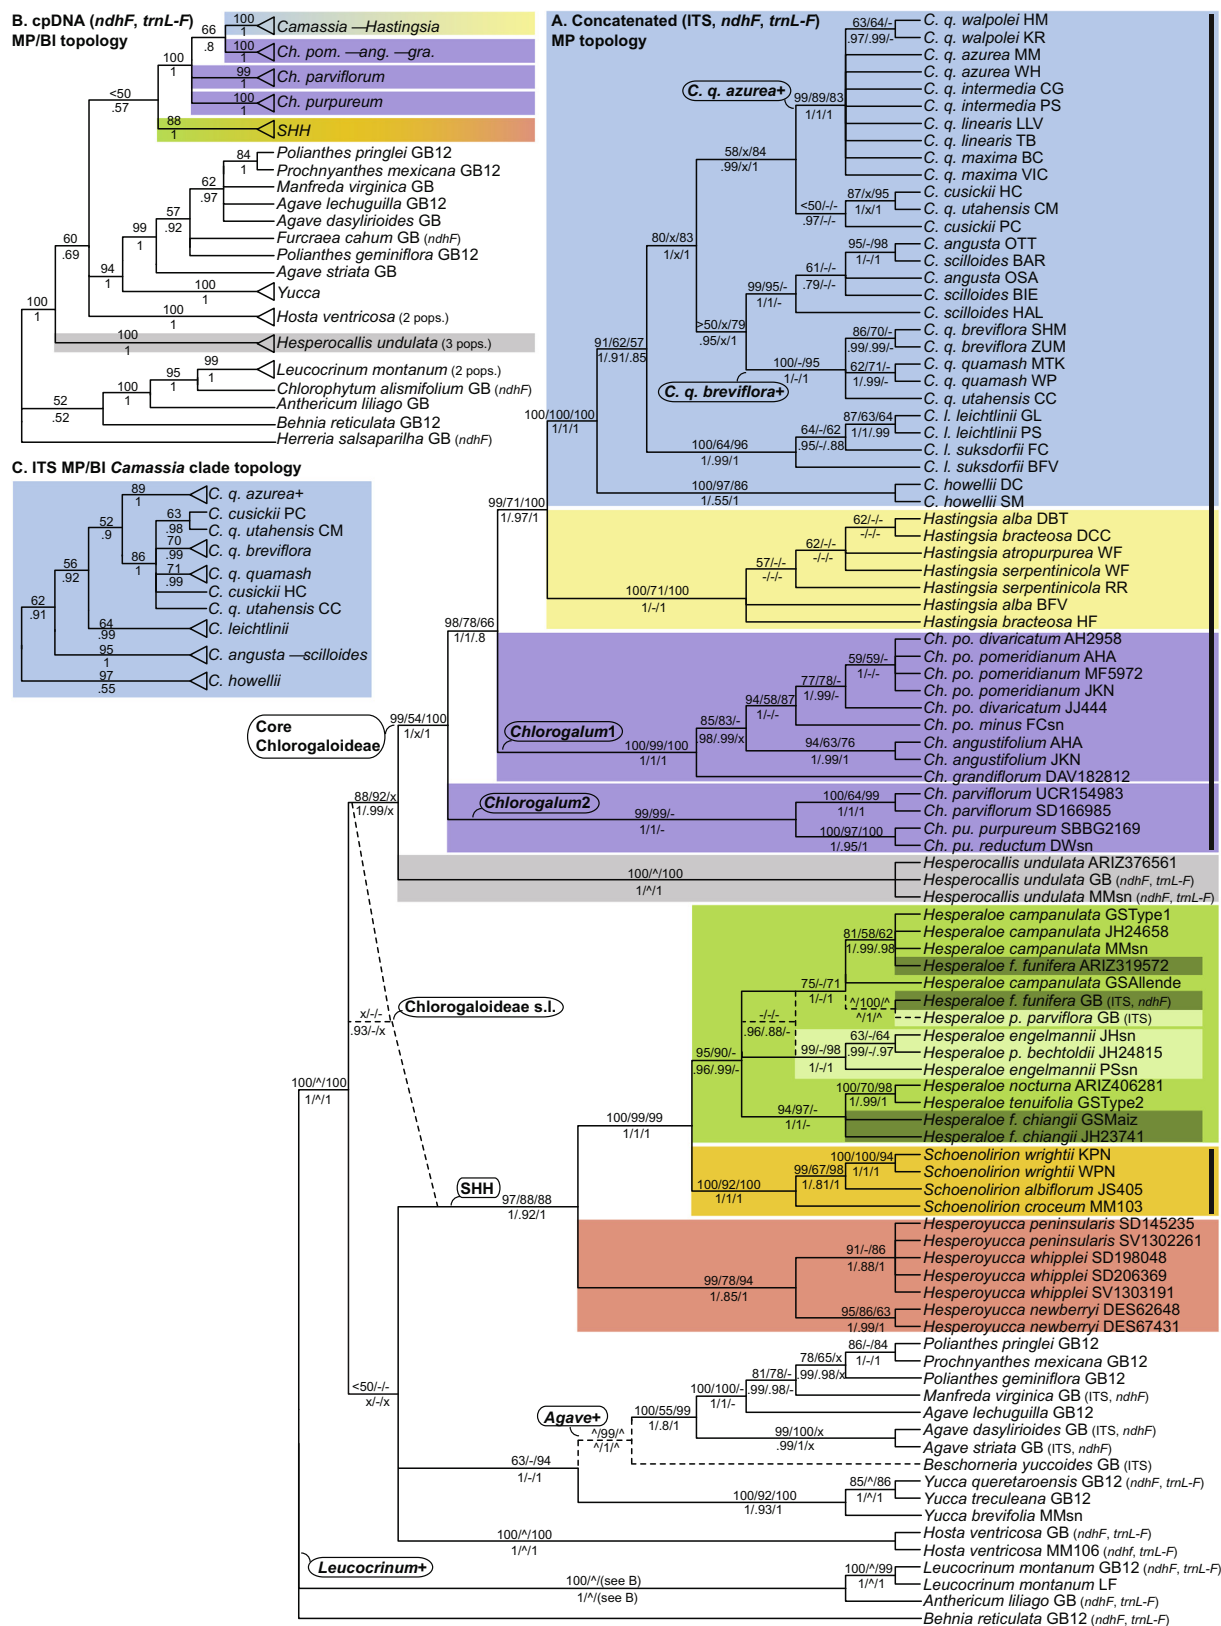 B. cpDNA (ndhF, trnL-F)
MP/BI topology
100
1
Camassia —Hastingsia
66
.8
100
1
Ch. pom. —ang. —gra.
100
1
99
1
Ch. parviflorum
<50
.57
100
1
Ch. purpureum
88
1
SHH
84
1
Polianthes pringlei GB12
Prochnyanthes mexicana GB12
62
.97
Manfreda virginica GB
Agave lechuguilla GB12
57
.92
Agave dasylirioides GB
99
1
Furcraea cahum GB (ndhF)
60
.69
Polianthes geminiflora GB12
94
1
Agave striata GB
100
1
Yucca
100
1
100
1
Hosta ventricosa (2 pops.)
100
1
Hesperocallis undulata (3 pops.)
99
1
Leucocrinum montanum (2 pops.)
95
1
Chlorophytum alismifolium GB (ndhF)
100
1
Anthericum liliago GB
52
.52
Behnia reticulata GB12
Herreria salsaparilha GB (ndhF)
C. ITS MP/BI Camassia clade topology
89
1
C. q. azurea+
52
.9
63
.98
C. cusickii PC
C. q. utahensis CM
70
.99
C. q. breviflora
86
1
56
.92
71
.99
C. q. quamash
C. cusickii HC
62
.91
C. q. utahensis CC
64
.99
C. leichtlinii
95
1
C. angusta —scilloides
97
.55
C. howellii
A. Concatenated (ITS, ndhF, trnL-F)
MP topology
63/64/-
.97/.99/-
C. q. walpolei HM
C. q. walpolei KR
C. q. azurea MM
C. q. azurea WH
C. q. azurea+
99/89/83
1/1/1
C. q. intermedia CG
C. q. intermedia PS
C. q. linearis LLV
C. q. linearis TB
58/x/84
.99/x/1
C. q. maxima BC
C. q. maxima VIC
87/x/95
1/x/1
C. cusickii HC
<50/-/-
.97/-/-
C. q. utahensis CM
C. cusickii PC
80/x/83
1/x/1
95/-/98
1/-/1
C. angusta OTT
C. scilloides BAR
61/-/-
.79/-/-
C. angusta OSA
99/95/-
1/1/-
C. scilloides BIE
C. scilloides HAL
>50/x/79
.95/x/1
86/70/-
.99/.99/-
C. q. breviflora SHM
C. q. breviflora ZUM
91/62/57
1/.91/.85
100/-/95
1/-/1
62/71/-
1/.99/-
C. q. quamash MTK
C. q. quamash WP
C. q. breviflora+
C. q. utahensis CC
100/100/100
1/1/1
87/63/64
1/1/.99
C. l. leichtlinii GL
C. l. leichtlinii PS
64/-/62
.95/-/.88
100/64/96
1/.99/1
C. l. suksdorfii FC
C. l. suksdorfii BFV
100/97/86
1/.55/1
C. howellii DC
C. howellii SM
99/71/100
1/.97/1
62/-/-
-/-/-
Hastingsia alba DBT
Hastingsia bracteosa DCC
62/-/-
-/-/-
Hastingsia atropurpurea WF
57/-/-
-/-/-
Hastingsia serpentinicola WF
Hastingsia serpentinicola RR
100/71/100
1/-/1
Hastingsia alba BFV
Hastingsia bracteosa HF
98/78/66
1/1/.8
Ch. po. divaricatum AH2958
59/59/-
1/-/-
Ch. po. pomeridianum AHA
Ch. po. pomeridianum MF5972
77/78/-
1/.99/-
Ch. po. pomeridianum JKN
94/58/87
1/-/-
Ch. po. divaricatum JJ444
85/83/-
.98/.99/x
Ch. po. minus FCsn
Core
Chlorogaloideae
99/54/100
1/x/1
Chlorogalum1
100/99/100
1/1/1
94/63/76
1/.99/1
Ch. angustifolium AHA
Ch. angustifolium JKN
Ch. grandiflorum DAV182812
Chlorogalum2
99/99/-
1/1/-
100/64/99
1/1/1
Ch. parviflorum UCR154983
Ch. parviflorum SD166985
100/97/100
1/.95/1
Ch. pu. purpureum SBBG2169
Ch. pu. reductum DWsn
88/92/x
1/.99/x
100/^/100
1/^/1
Hesperocallis undulata ARIZ376561
Hesperocallis undulata GB (ndhF, trnL-F)
Hesperocallis undulata MMsn (ndhF, trnL-F)
81/58/62
1/.99/.98
Hesperaloe campanulata GSType1
Hesperaloe campanulata JH24658
Hesperaloe campanulata MMsn
Hesperaloe f. funifera ARIZ319572
75/-/71
1/-/1
Hesperaloe campanulata GSAllende
^/100/^
^/1/^
Hesperaloe f. funifera GB (ITS, ndhF)
Hesperaloe p. parviflora GB (ITS)
Chlorogaloideae s.l.
x/-/-
.93/-/x
-/-/-
.96/.88/-
63/-/64
.99/-/.97
Hesperaloe engelmannii JHsn
99/-/98
1/-/1
Hesperaloe p. bechtoldii JH24815
Hesperaloe engelmannii PSsn
95/90/-
.96/.99/-
100/^/100
1/^/1
100/70/98
1/.99/1
Hesperaloe nocturna ARIZ406281
Hesperaloe tenuifolia GSType2
94/97/-
1/1/-
Hesperaloe f. chiangii GSMaiz
Hesperaloe f. chiangii JH23741
100/99/99
1/1/1
100/100/94
1/1/1
Schoenolirion wrightii KPN
Schoenolirion wrightii WPN
99/67/98
1/.81/1
100/92/100
1/1/1
Schoenolirion albiflorum JS405
Schoenolirion croceum MM103
SHH
97/88/88
1/.92/1
Hesperoyucca peninsularis SD145235
Hesperoyucca peninsularis SV1302261
91/-/86
1/.88/1
Hesperoyucca whipplei SD198048
Hesperoyucca whipplei SD206369
99/78/94
1/.85/1
Hesperoyucca whipplei SV1303191
95/86/63
1/.99/1
Hesperoyucca newberryi DES62648
Hesperoyucca newberryi DES67431
86/-/84
1/-/1
Polianthes pringlei GB12
Prochnyanthes mexicana GB12
78/65/x
.99/.98/x
Polianthes geminiflora GB12
<50/-/-
x/-/x
81/78/-
.99/.98/-
Manfreda virginica GB (ITS, ndhF)
100/100/-
1/1/-
Agave lechuguilla GB12
Agave+
100/55/99
1/.8/1
99/100/x
.99/1/x
Agave dasylirioides GB (ITS, ndhF)
^/99/^
^/1/^
Agave striata GB (ITS, ndhF)
Beschorneria yuccoides GB (ITS)
63/-/94
1/-/1
85/^/86
1/^/1
Yucca queretaroensis GB12 (ndhF, trnL-F)
100/92/100
1/.93/1
Yucca treculeana GB12
Yucca brevifolia MMsn
100/^/100
1/^/1
Hosta ventricosa GB (ndhF, trnL-F)
Hosta ventricosa MM106 (ndhf, trnL-F)
Leucocrinum+
100/^/99
1/^/1
Leucocrinum montanum GB12 (ndhF, trnL-F)
100/^/(see B)
1/^/(see B)
Leucocrinum montanum LF
Anthericum liliago GB (ndhF, trnL-F)
Behnia reticulata GB12 (ndhF, trnL-F)